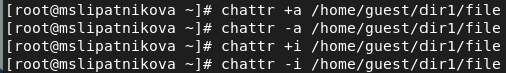 [root@mslipatnikova ~]# chattr +a /home/guest/dir1/file
[root@mslipatnikova ~]# chattr -a /home/guest/dir1/file
[root@mslipatnikova ~]# chattr +i /home/guest/dir1/file
[root@mslipatnikova ~]# chattr -i /home/guest/dir1/file